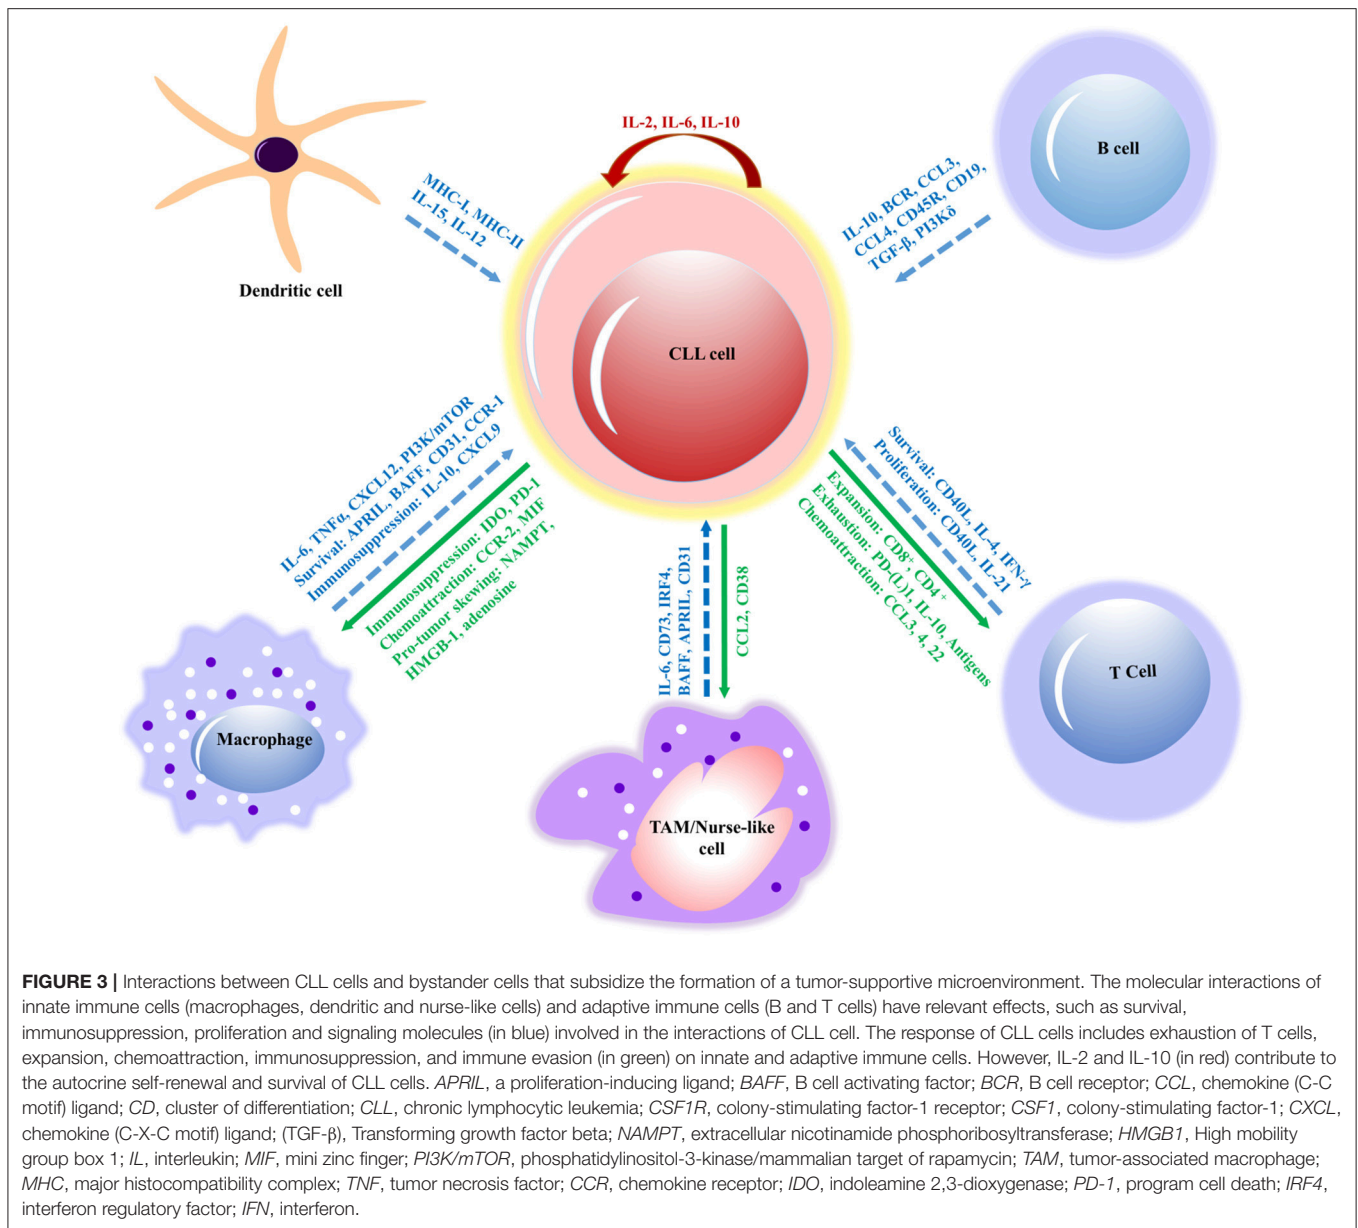 IL-2, IL-6, IL-10
B cell
MHC-I, MHC-II
IL-15, IL-12
IL-10, BCR, CCL3,
CCL4, CD45R, CD19,
TGF-β, PI3Kδ
Dendritic cell
CLL cell
IL-6, TNFα, CXCL12, PI3K/mTOR
Survival: APRIL, BAFF, CD31, CCR-1
Immunosuppression: IL-10, CXCL9
Immunosuppression: IDO, PD-1
Chemoattraction: CCR-2, MIF
Pro-tumor skewing: NAMPT,
HMGB-1, adenosine
Survival: CD40L, IL-4, IFN-γ
Proliferation: CD40L, IL-21
Expansion: CD8⁺, CD4⁺
Exhaustion: PD-(L)1, IL-10, Antigens
Chemoattraction: CCL3, 4, 22
IL-6, CD73, IRF4,
BAFF, APRIL, CD31
CCL2, CD38
Macrophage
T Cell
TAM/Nurse-like
cell
FIGURE 3 | Interactions between CLL cells and bystander cells that subsidize the formation of a tumor-supportive microenvironment. The molecular interactions of
innate immune cells (macrophages, dendritic and nurse-like cells) and adaptive immune cells (B and T cells) have relevant effects, such as survival,
immunosuppression, proliferation and signaling molecules (in blue) involved in the interactions of CLL cell. The response of CLL cells includes exhaustion of T cells,
expansion, chemoattraction, immunosuppression, and immune evasion (in green) on innate and adaptive immune cells. However, IL-2 and IL-10 (in red) contribute to
the autocrine self-renewal and survival of CLL cells. APRIL, a proliferation-inducing ligand; BAFF, B cell activating factor; BCR, B cell receptor; CCL, chemokine (C-C
motif) ligand; CD, cluster of differentiation; CLL, chronic lymphocytic leukemia; CSF1R, colony-stimulating factor-1 receptor; CSF1, colony-stimulating factor-1; CXCL,
chemokine (C-X-C motif) ligand; (TGF-β), Transforming growth factor beta; NAMPT, extracellular nicotinamide phosphoribosyltransferase; HMGB1, High mobility
group box 1; IL, interleukin; MIF, mini zinc finger; PI3K/mTOR, phosphatidylinositol-3-kinase/mammalian target of rapamycin; TAM, tumor-associated macrophage;
MHC, major histocompatibility complex; TNF, tumor necrosis factor; CCR, chemokine receptor; IDO, indoleamine 2,3-dioxygenase; PD-1, program cell death; IRF4,
interferon regulatory factor; IFN, interferon.